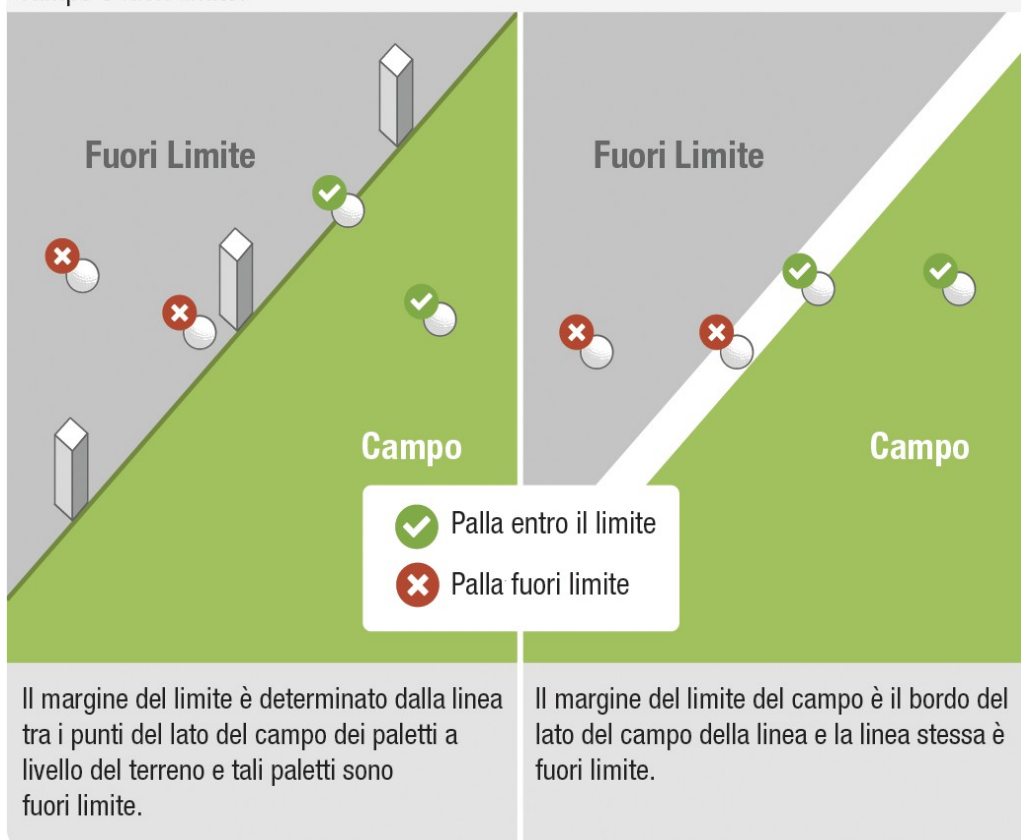 Fuori Limite
Campo
Fuori Limite
Campo
Palla entro il limite
Palla fuori limite
Il margine del limite è determinato dalla linea
tra i punti del lato del campo dei paletti a
livello del terreno e tali paletti sono
fuori limite.
Il margine del limite del campo è il bordo del
lato del campo della linea e la linea stessa è
fuori limite.